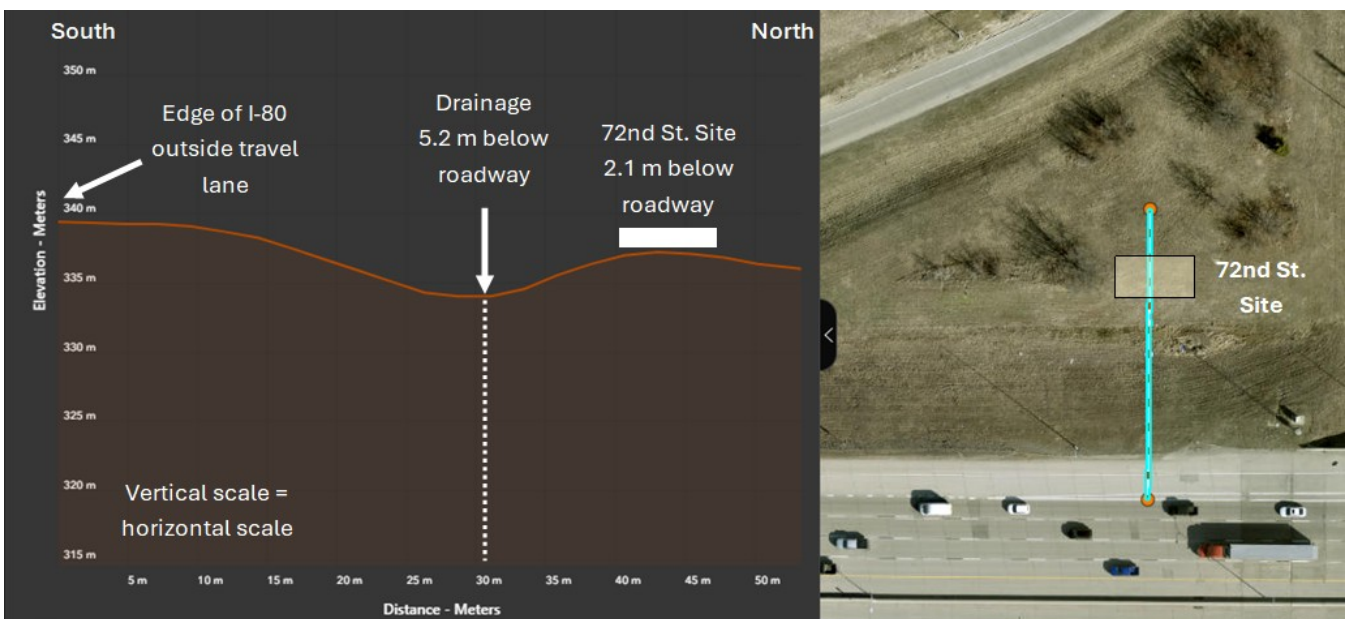 South
North
350 m
345 m
340 m
335 m
330 m
325 m
320 m
315 m
Elevation - Meters
Edge of I-80
outside travel
lane
Drainage
5.2 m below
roadway
72nd St. Site
2.1 m below
roadway
Vertical scale =
horizontal scale
5 m
10 m
15 m
20 m
25 m
30 m
35 m
40 m
45 m
50 m
Distance - Meters
72nd St.
Site